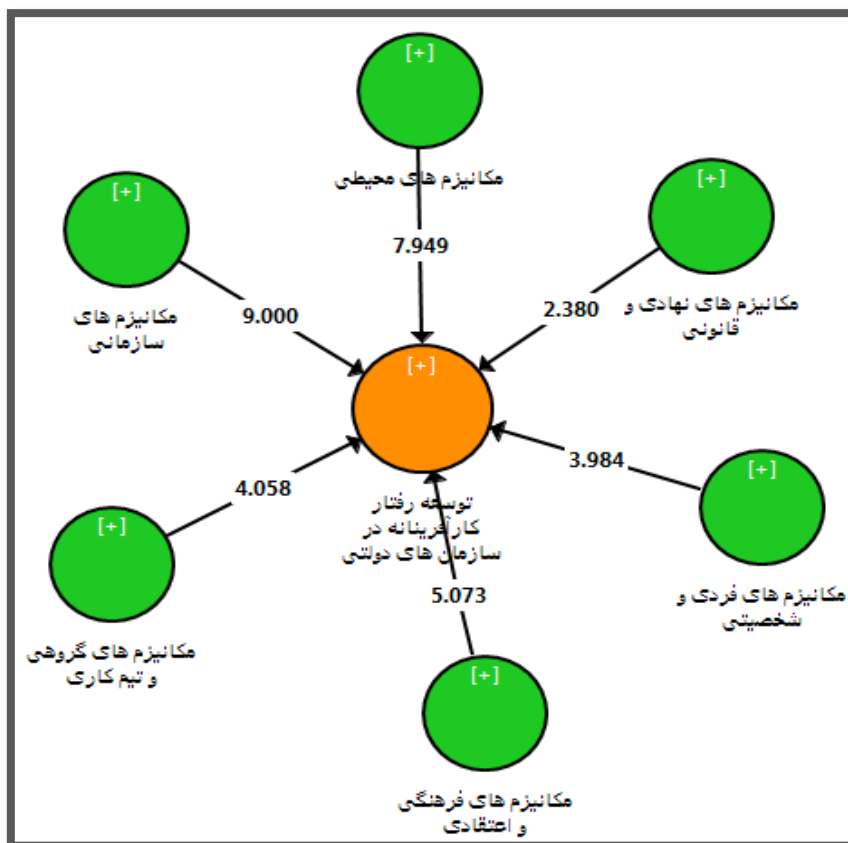 [+]
مکانیزم های محیطی
7.949
[+]
مکانیزم های نهادی و
قانونی
2.380
[+]
مکانیزم های
سازمانی
9.000
[+]
توسعه رفتار
کارآفرینانه در
سازمان های دولتی
[+]
مکانیزم های فردی و
شخصیتی
3.984
[+]
مکانیزم های گروهی
و تیم کاری
4.058
5.073
[+]
مکانیزم های فرهنگی
و اعتقادی